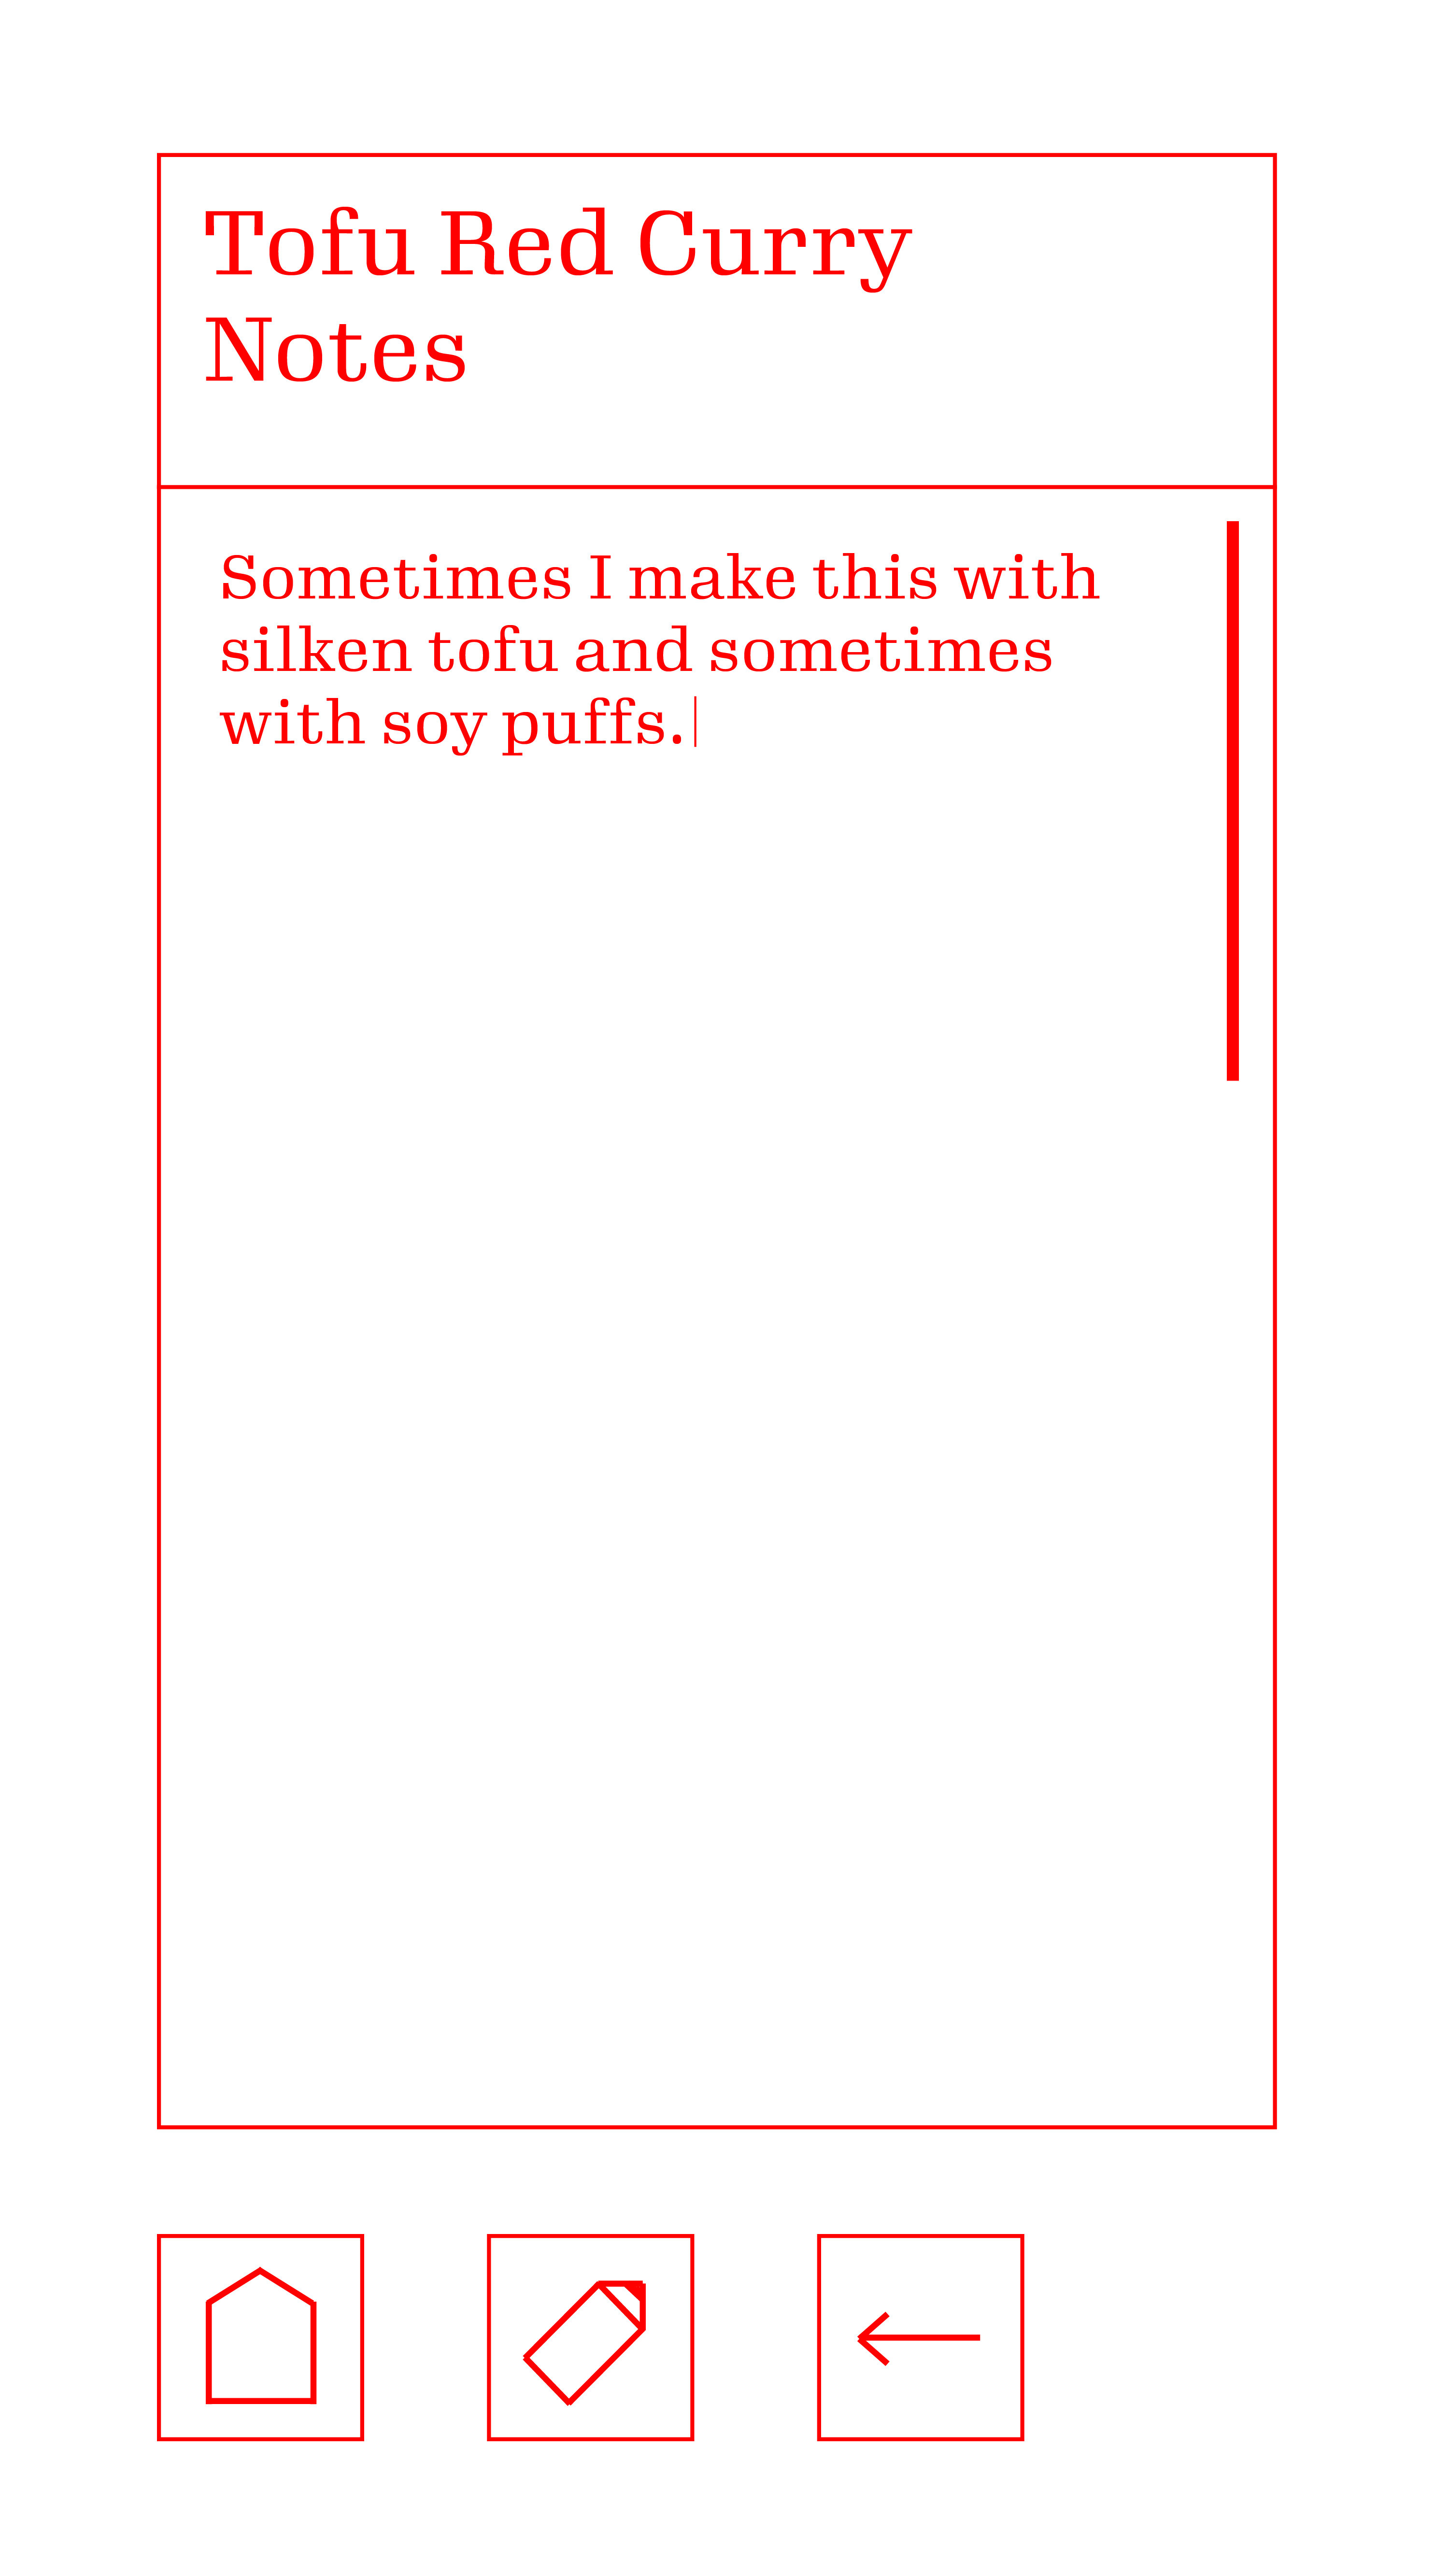 Tofu Red Curry
Notes
Sometimes I make this with
silken tofu and sometimes
with soy puffs.